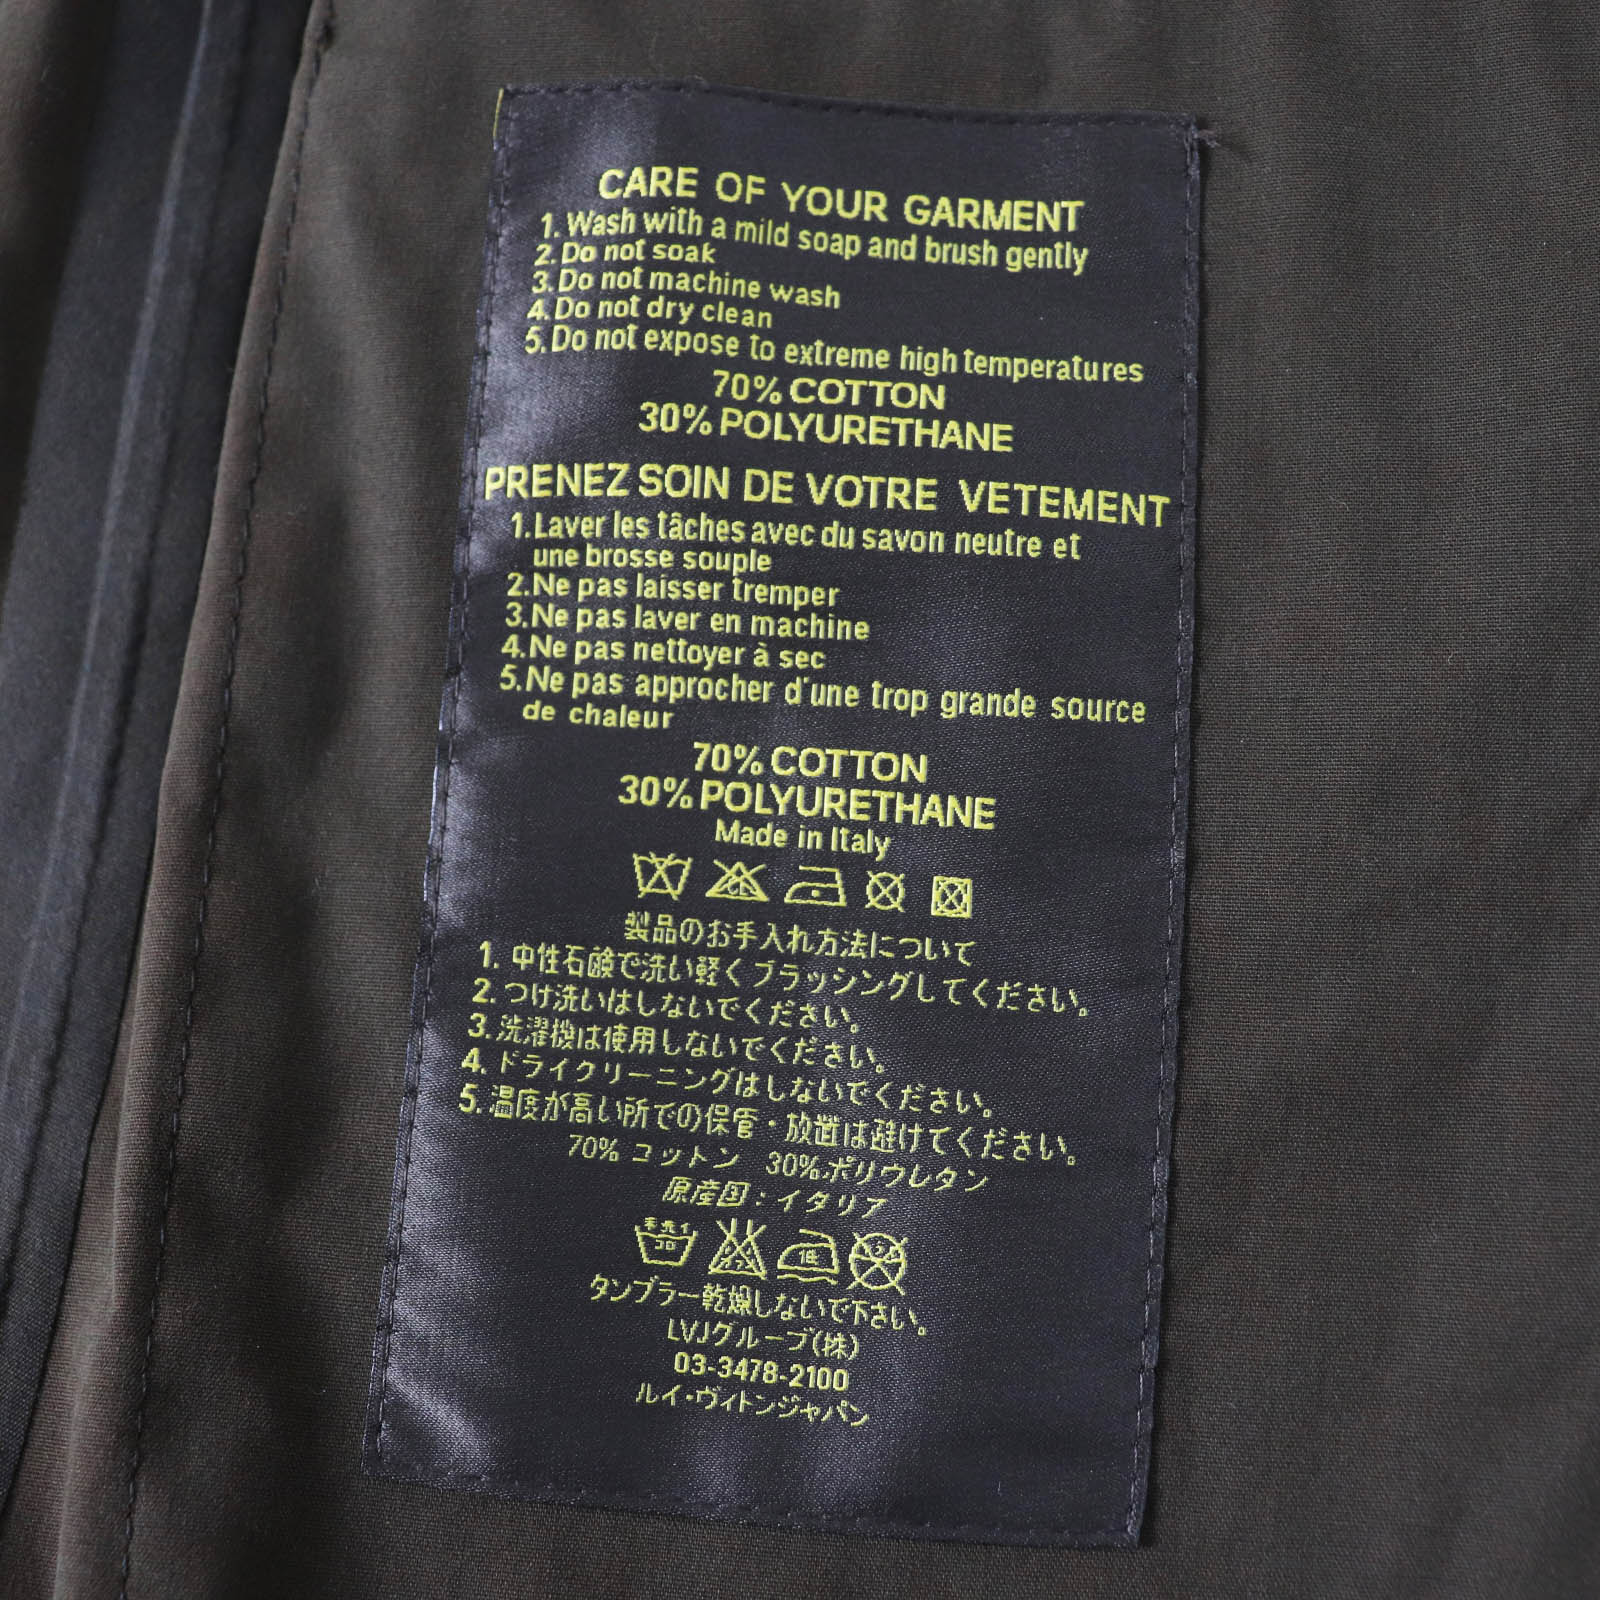 CARE OF YOUR GARMENT
1. Wash with a mild soap and brush gently
2. Do not soak
3. Do not machine wash
4. Do not dry clean
5. Do not expose to extreme high temperatures
70% COTTON
30% POLYURETHANE
PRENEZ SOIN DE VOTRE VETEMENT
1. Laver les tâches avec du savon neutre et
une brosse souple
2. Ne pas laisser tremper
3. Ne pas laver en machine
4. Ne pas nettoyer à sec
5. Ne pas approcher d'une trop grande source
de chaleur
70% COTTON
30% POLYURETHANE
Made in Italy
CL
製品のお手入れ方法について
1. 中性石鹸で洗い軽くブラッシングしてください。
2. つけ洗いはしないでください。
3. 洗濯機は使用しないでください。
4. ドライクリーニングはしないでください。
5. 温度が高い所での保管・放置は避けてください。
70% コットン 30%ポリウレタン
原産国:イタリア
低
タンブラー乾燥しないで下さい。
LVJグループ(株)
03-3478-2100
ルイ・ヴィトンジャパン